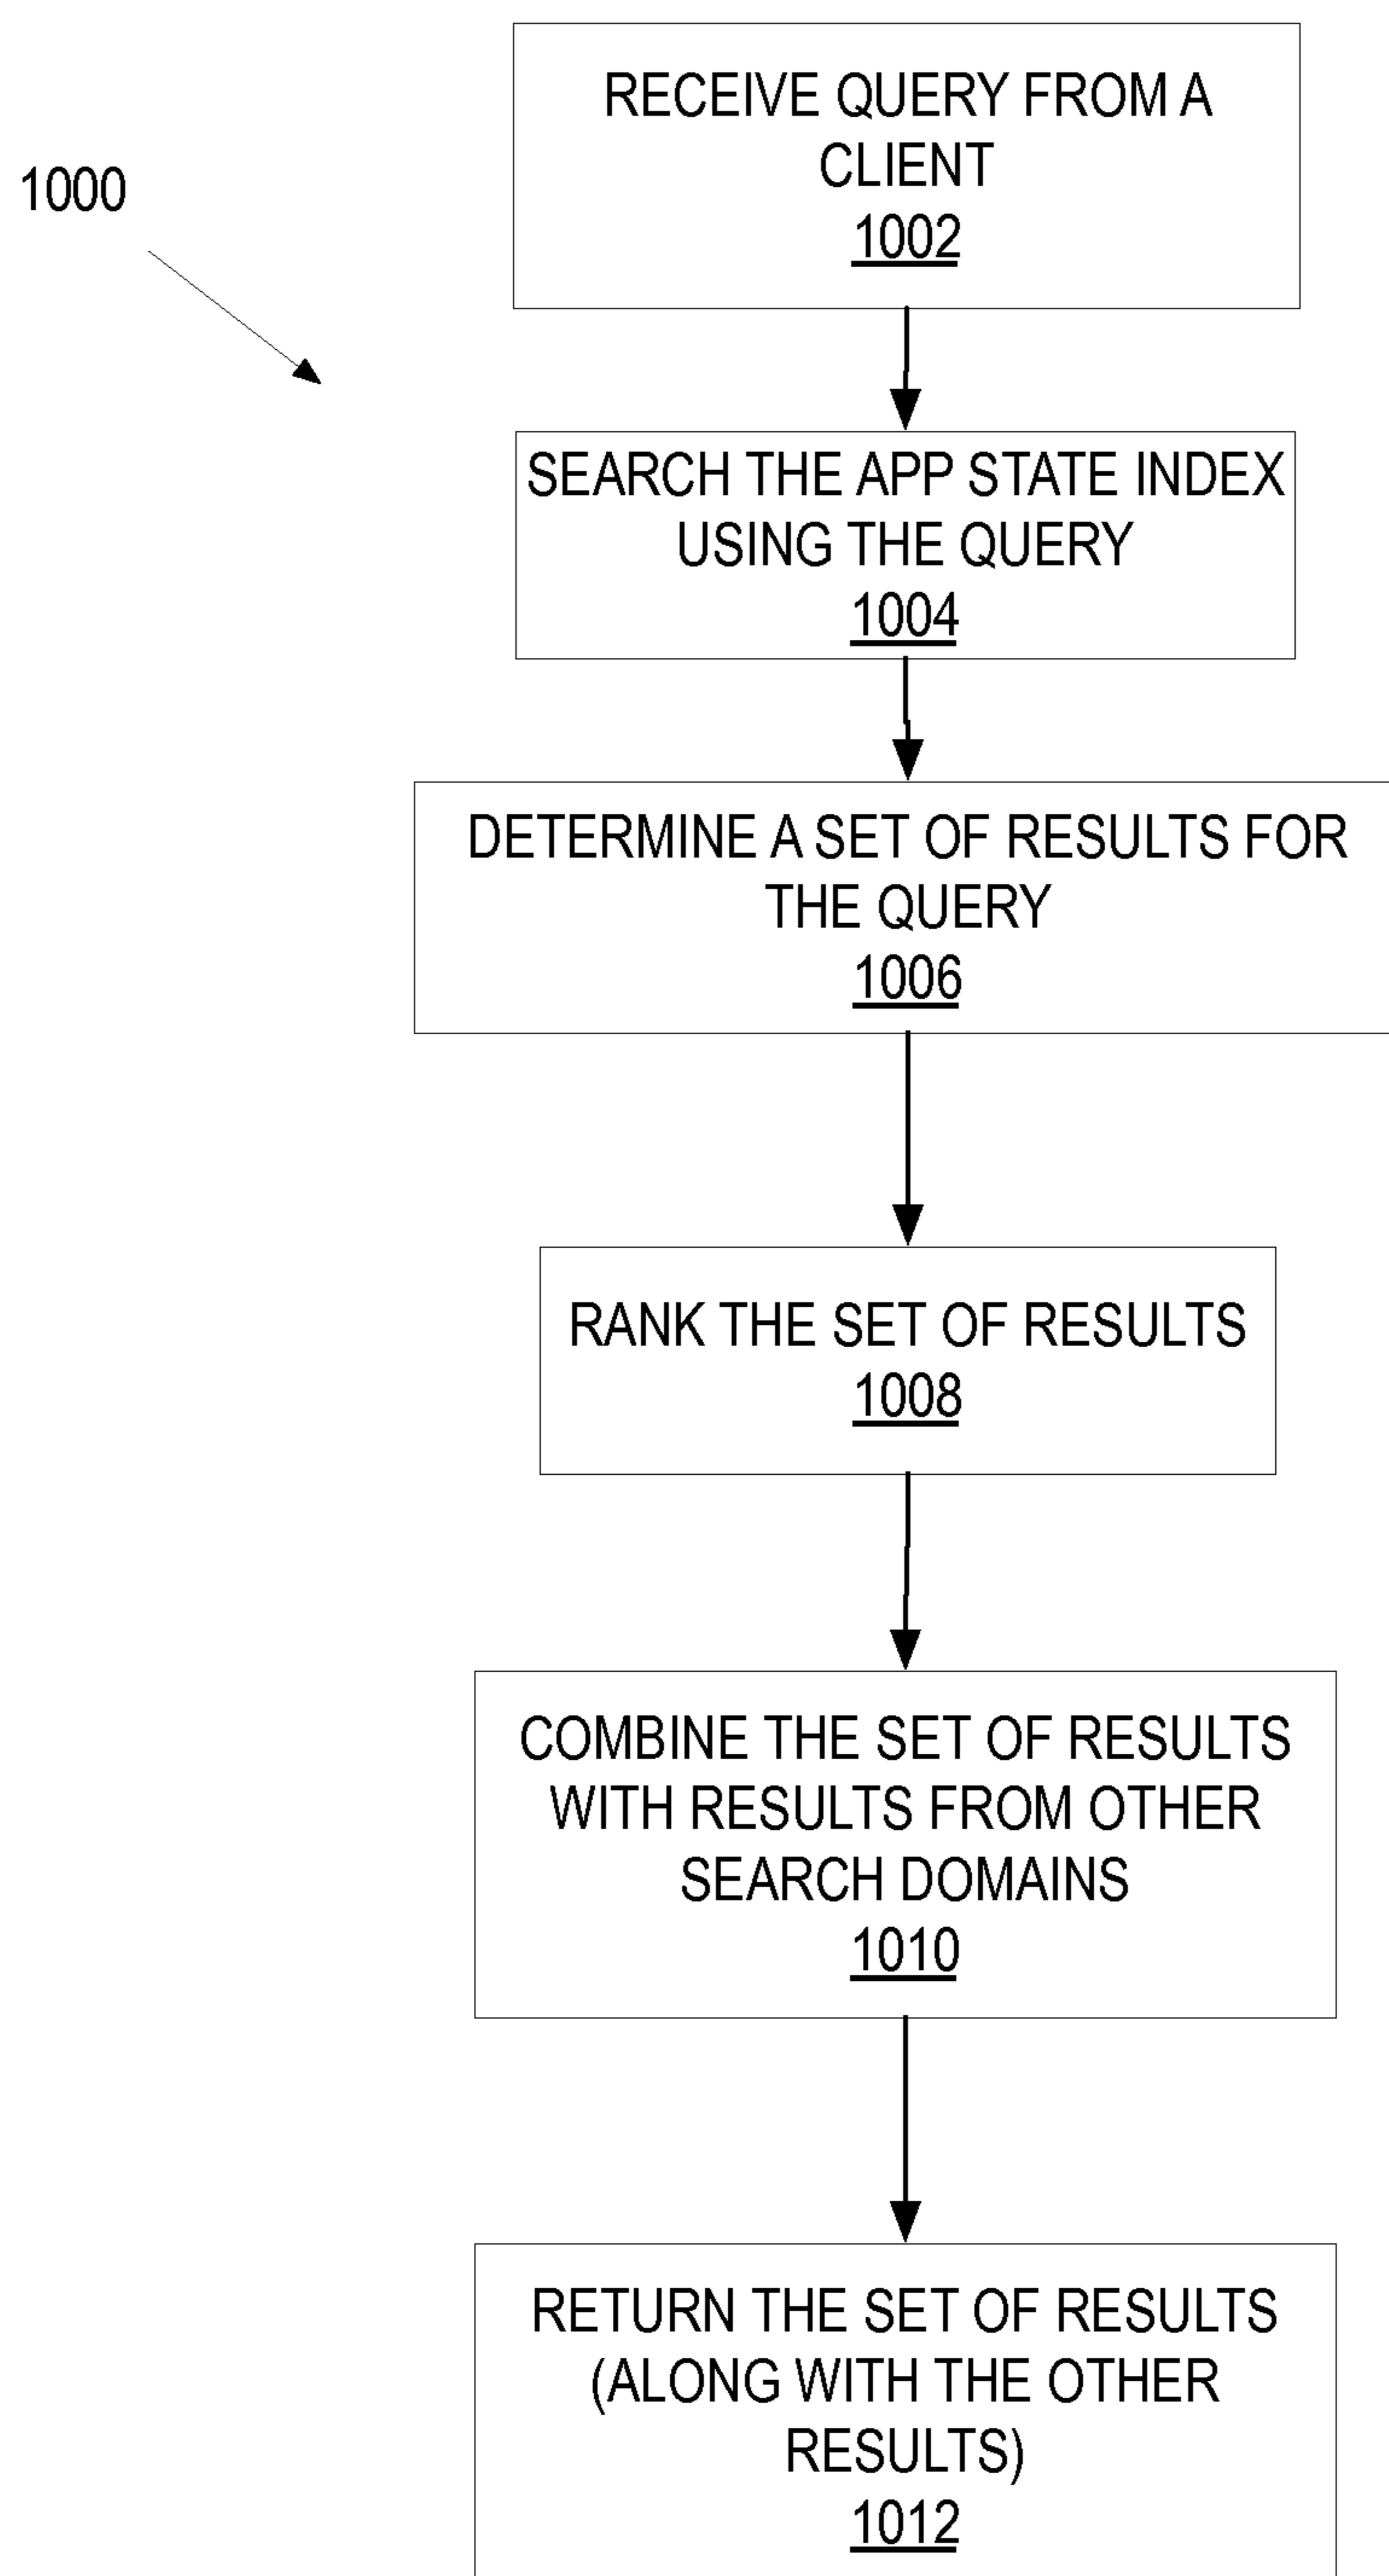 1000
RECEIVE QUERY FROM A
CLIENT
1002
SEARCH THE APP STATE INDEX
USING THE QUERY
1004
DETERMINE A SET OF RESULTS FOR
THE QUERY
1006
RANK THE SET OF RESULTS
1008
COMBINE THE SET OF RESULTS
WITH RESULTS FROM OTHER
SEARCH DOMAINS
1010
RETURN THE SET OF RESULTS
(ALONG WITH THE OTHER
RESULTS)
1012